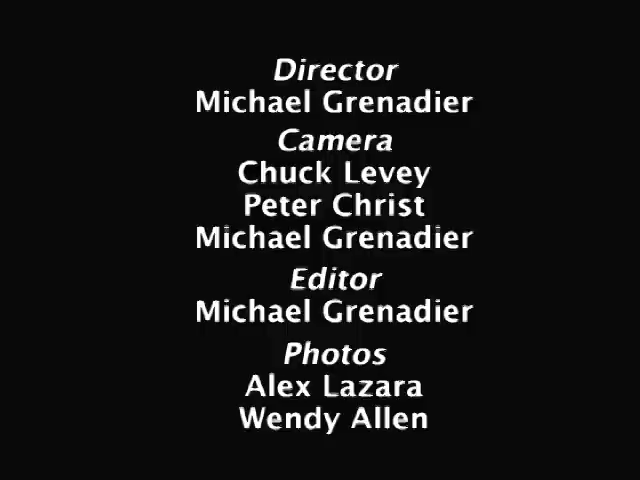 Director
Michael Grenadier
Camera
Chuck Levey
Peter Christ
Michael Grenadier
Editor
Michael Grenadier
Photos
Alex Lazara
Wendy Allen